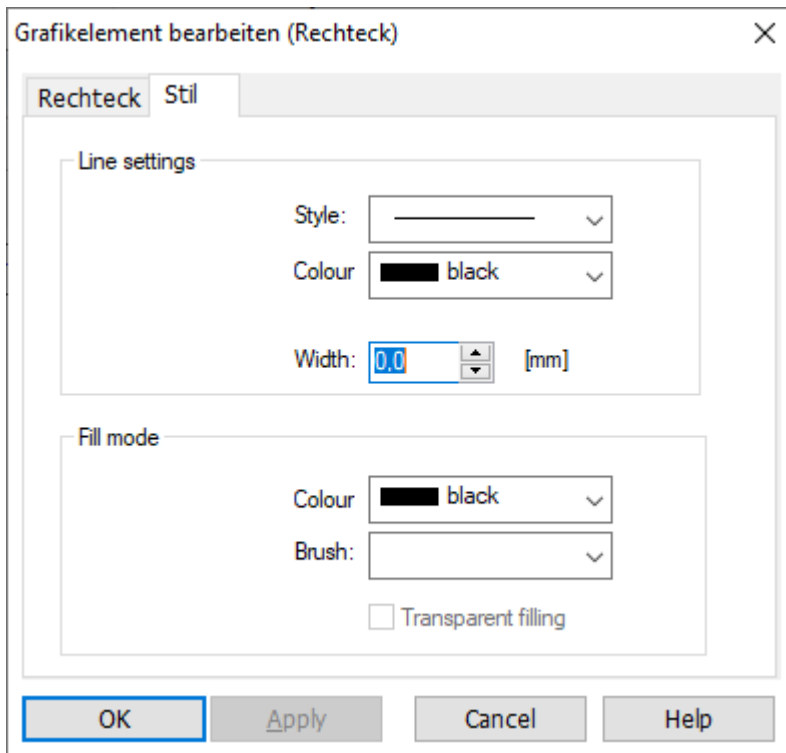 Grafikelement bearbeiten (Rechteck)
Rechteck Stil
Line settings
Style:
Colour black
Width: 0,0 [mm]
Fill mode
Colour black
Brush:
Transparent filling
OK Apply Cancel Help